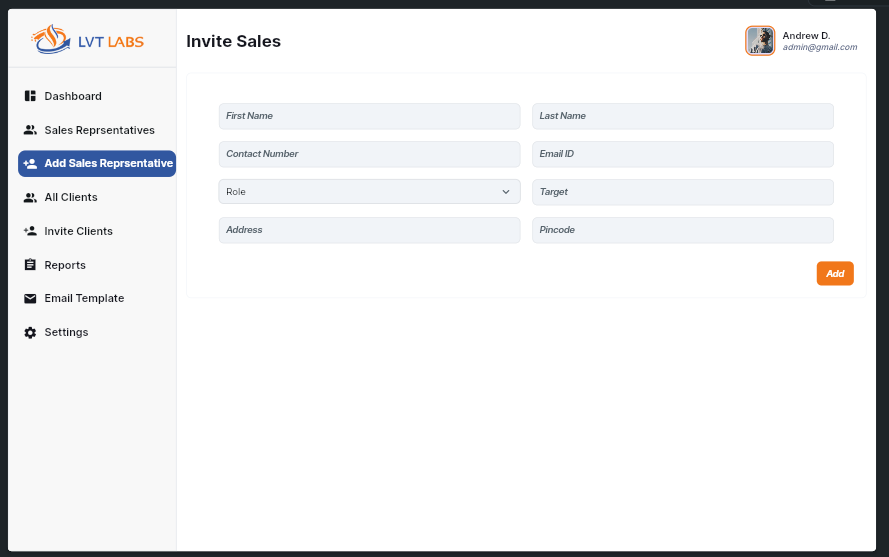 LVT LABS
Invite Sales
Andrew D.
admin@gmail.com
Dashboard
Sales Reprsentatives
Add Sales Reprsentative
All Clients
Invite Clients
Reports
Email Template
Settings
First Name
Last Name
Contact Number
Email ID
Role
Target
Address
Pincode
Add